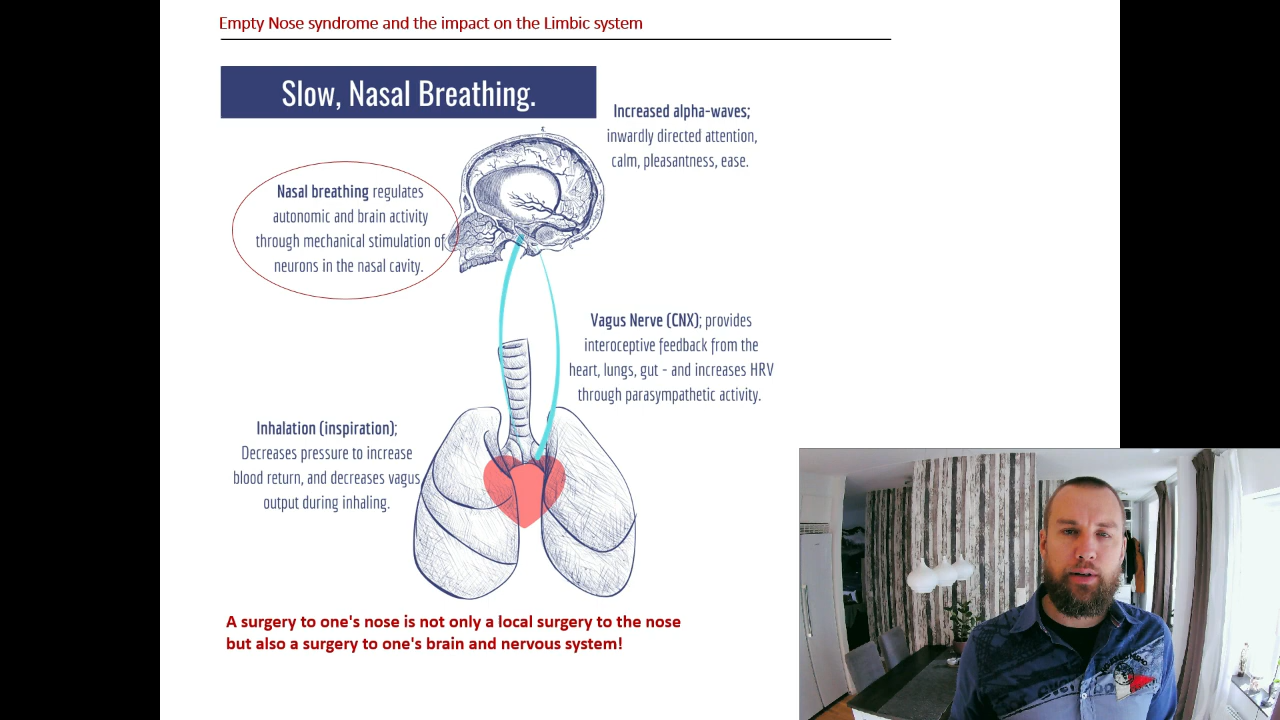 Empty Nose syndrome and the impact on the Limbic system
Slow, Nasal Breathing.
Increased alpha-waves;
inwardly directed attention,
calm, pleasantness, ease.
Nasal breathing regulates
autonomic and brain activity
through mechanical stimulation of
neurons in the nasal cavity.
Vagus Nerve (CNX); provides
interoceptive feedback from the
heart, lungs, gut - and increases HRV
through parasympathetic activity.
Inhalation (inspiration);
Decreases pressure to increase
blood return, and decreases vagus
output during inhaling.
A surgery to one's nose is not only a local surgery to the nose
but also a surgery to one's brain and nervous system!